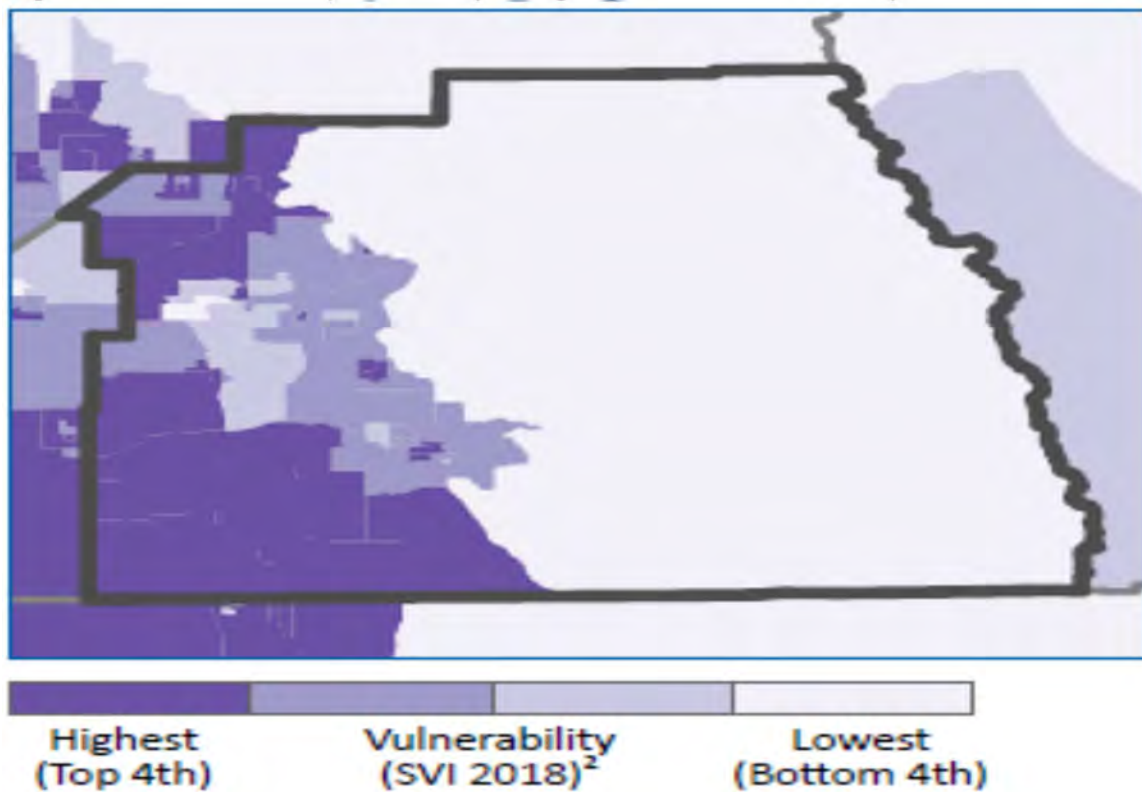 Highest
(Top 4th)
Vulnerability
(SVI 2018)²
Lowest
(Bottom 4th)